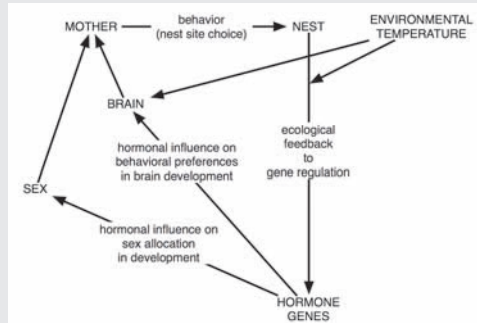 MOTHER
behavior
(nest site choice)
NEST
ENVIRONMENTAL
TEMPERATURE
BRAIN
ecological
feedback
to
gene regulation
hormonal influence on
behavioral preferences
in brain development
SEX
hormonal influence on
sex allocation
in development
HORMONE
GENES